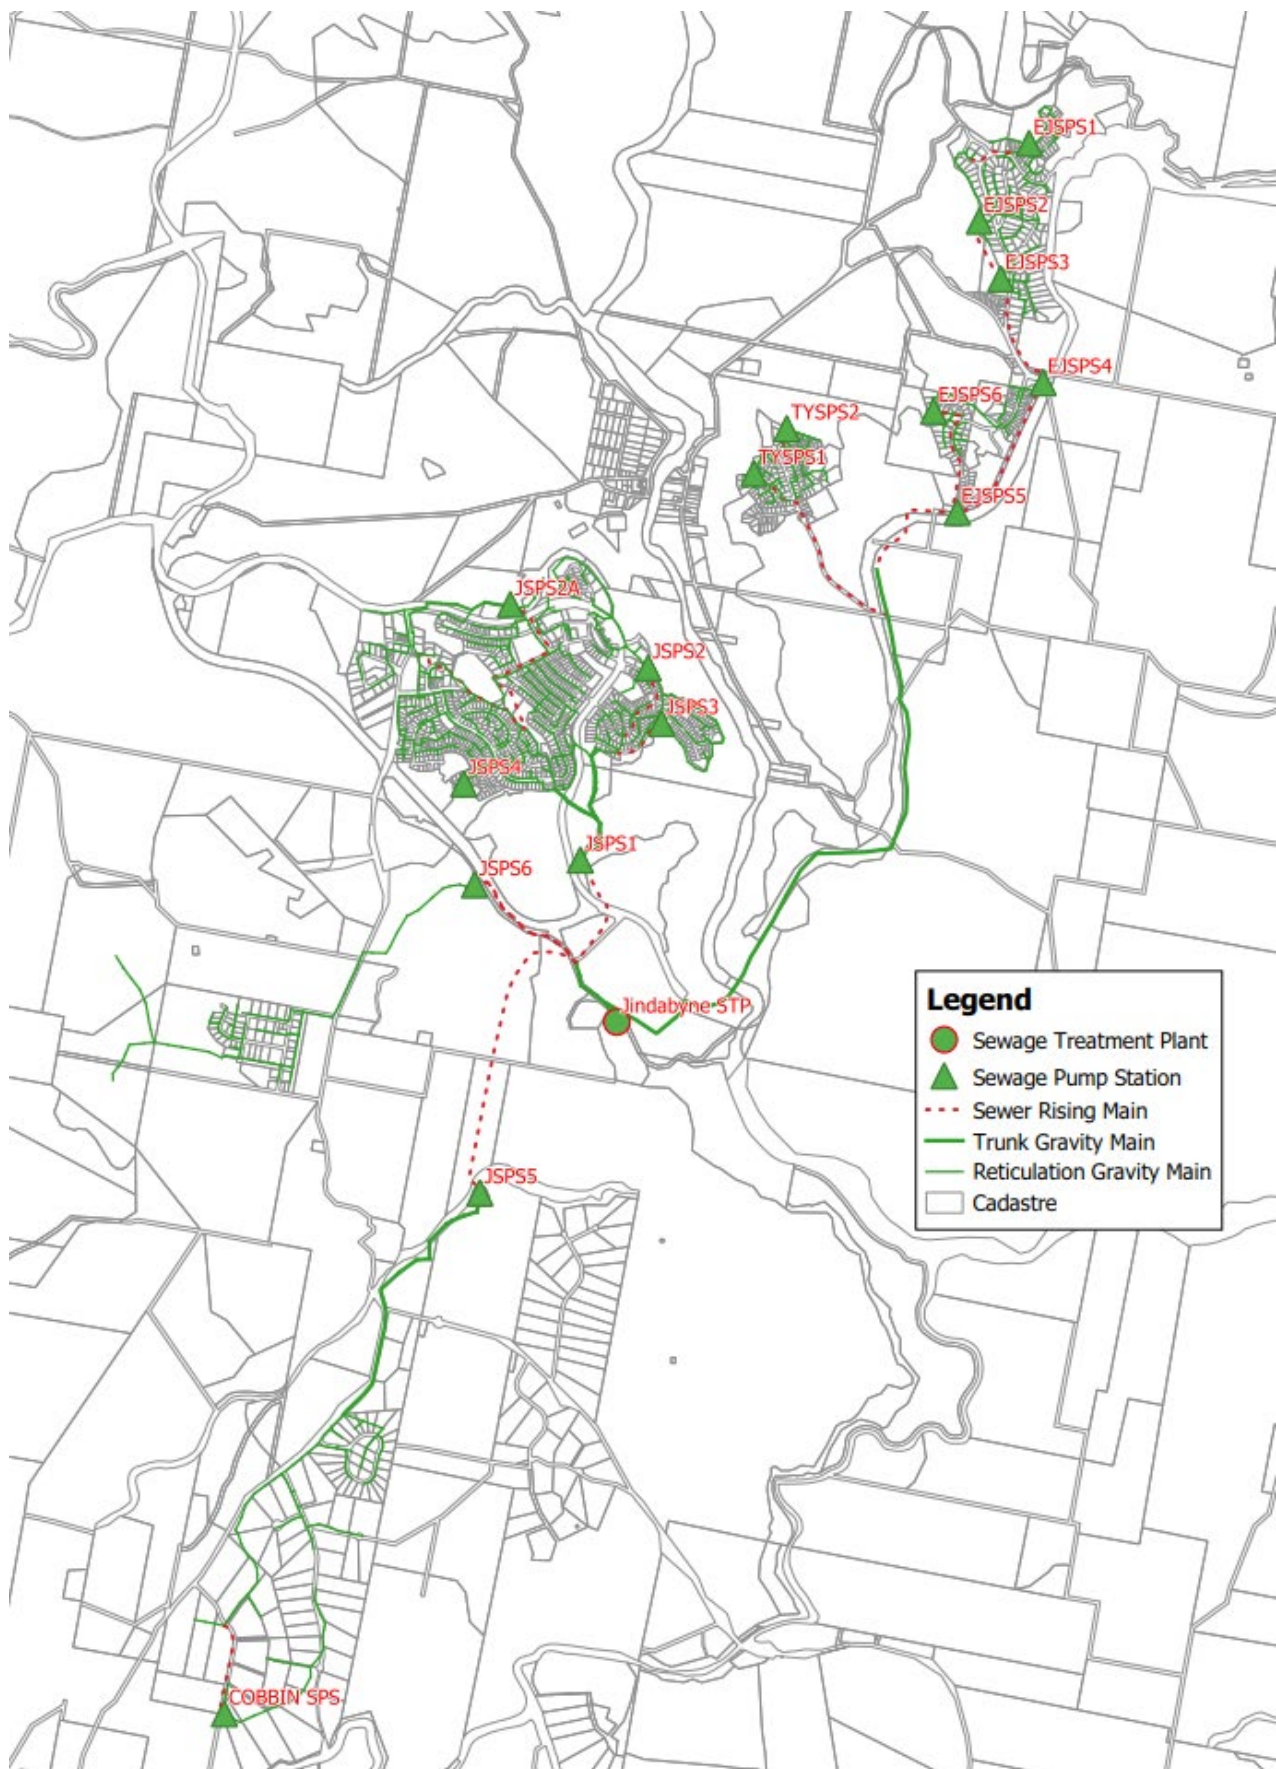 EJSPS1
EJSPS2
EJSPS3
EJSPS4
EJSPS6
TYSPS2
TYSPS1
EJSPS5
JSPS2A
JSPS2
JSPS3
JSPS4
JSPS1
JSPS6
Jindabyne STP
Legend
Sewage Treatment Plant
Sewage Pump Station
Sewer Rising Main
Trunk Gravity Main
Reticulation Gravity Main
Cadastre
JSPS5
COBBIN SPS